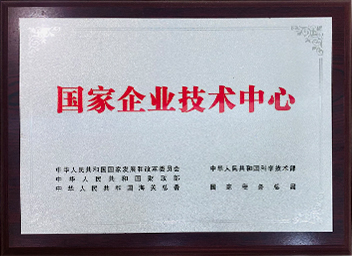 国家企业技术中心
中华人民共和国国家发展和改革委员会 中华人民共和国科学技术部
中华人民共和国财政部
中华人民共和国海关总署 国家税务总局